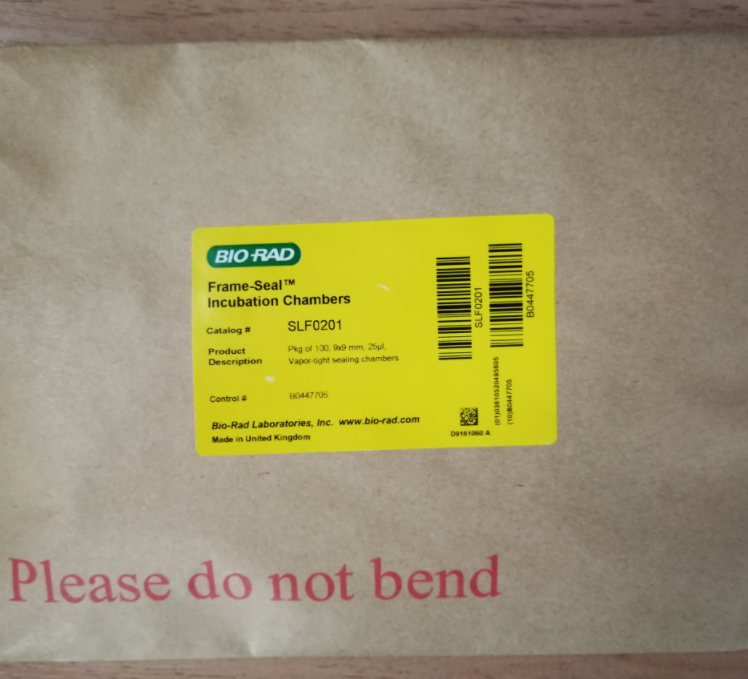 BIO-RAD
Frame-Seal™
Incubation Chambers
Catalog # SLF0201
Product Description
Pkg of 100, 9x9 mm, 25µl,
Vapor-tight sealing chambers
Control # B0447705
Bio-Rad Laboratories, Inc. www.bio-rad.com
Made in United Kingdom
SLF0201
B0447705
(10)B0447705
Please do not bend